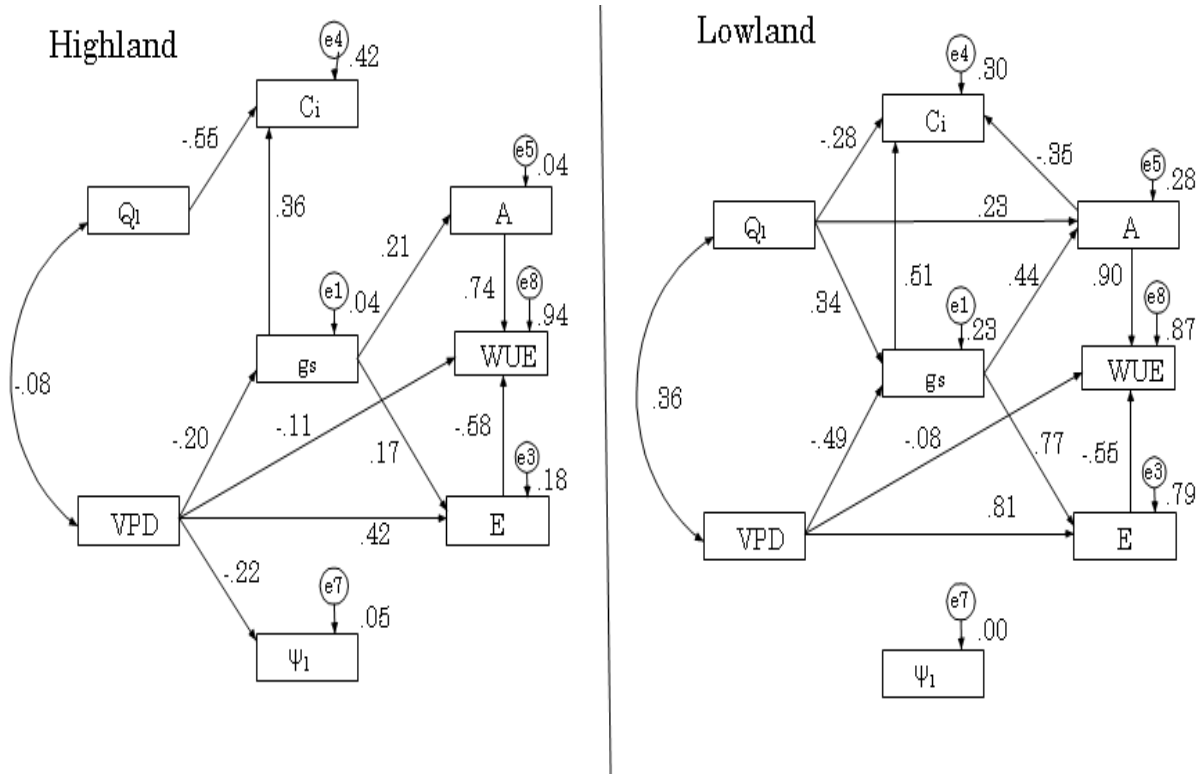 Highland
e4
.42
Ci
-.55
e5
.04
Ql
.36
A
.21
e1
.04
.74
e8
.94
gs
WUE
-.08
-.20
-.11
.17
-.58
e3
.18
VPD
.42
E
-.22
e7
.05
Ψl
Lowland
e4
.30
Ci
-.28
-.35
e5
.28
Ql
.23
A
.51
.44
.90
.34
e1
.23
e8
.87
gs
WUE
.36
-.49
-.08
.77
-.55
e3
.79
VPD
.81
E
e7
.00
Ψl